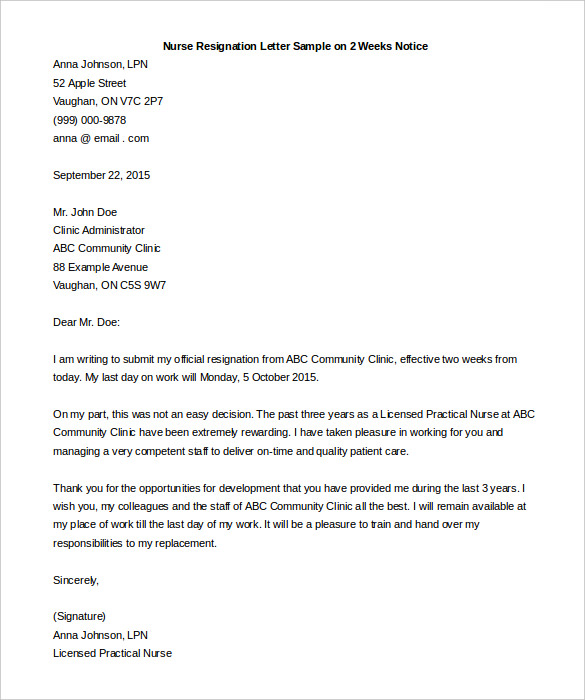 Nurse Resignation Letter Sample on 2 Weeks Notice
Anna Johnson, LPN
52 Apple Street
Vaughan, ON V7C 2P7
(999) 000-9878
anna @ email . com
September 22, 2015
Mr. John Doe
Clinic Administrator
ABC Community Clinic
88 Example Avenue
Vaughan, ON C5S 9W7
Dear Mr. Doe:
I am writing to submit my official resignation from ABC Community Clinic, effective two weeks from
today. My last day on work will Monday, 5 October 2015.
On my part, this was not an easy decision. The past three years as a Licensed Practical Nurse at ABC
Community Clinic have been extremely rewarding. I have taken pleasure in working for you and
managing a very competent staff to deliver on-time and quality patient care.
Thank you for the opportunities for development that you have provided me during the last 3 years. I
wish you, my colleagues and the staff of ABC Community Clinic all the best. I will remain available at
my place of work till the last day of my work. It will be a pleasure to train and hand over my
responsibilities to my replacement.
Sincerely,
(Signature)
Anna Johnson, LPN
Licensed Practical Nurse